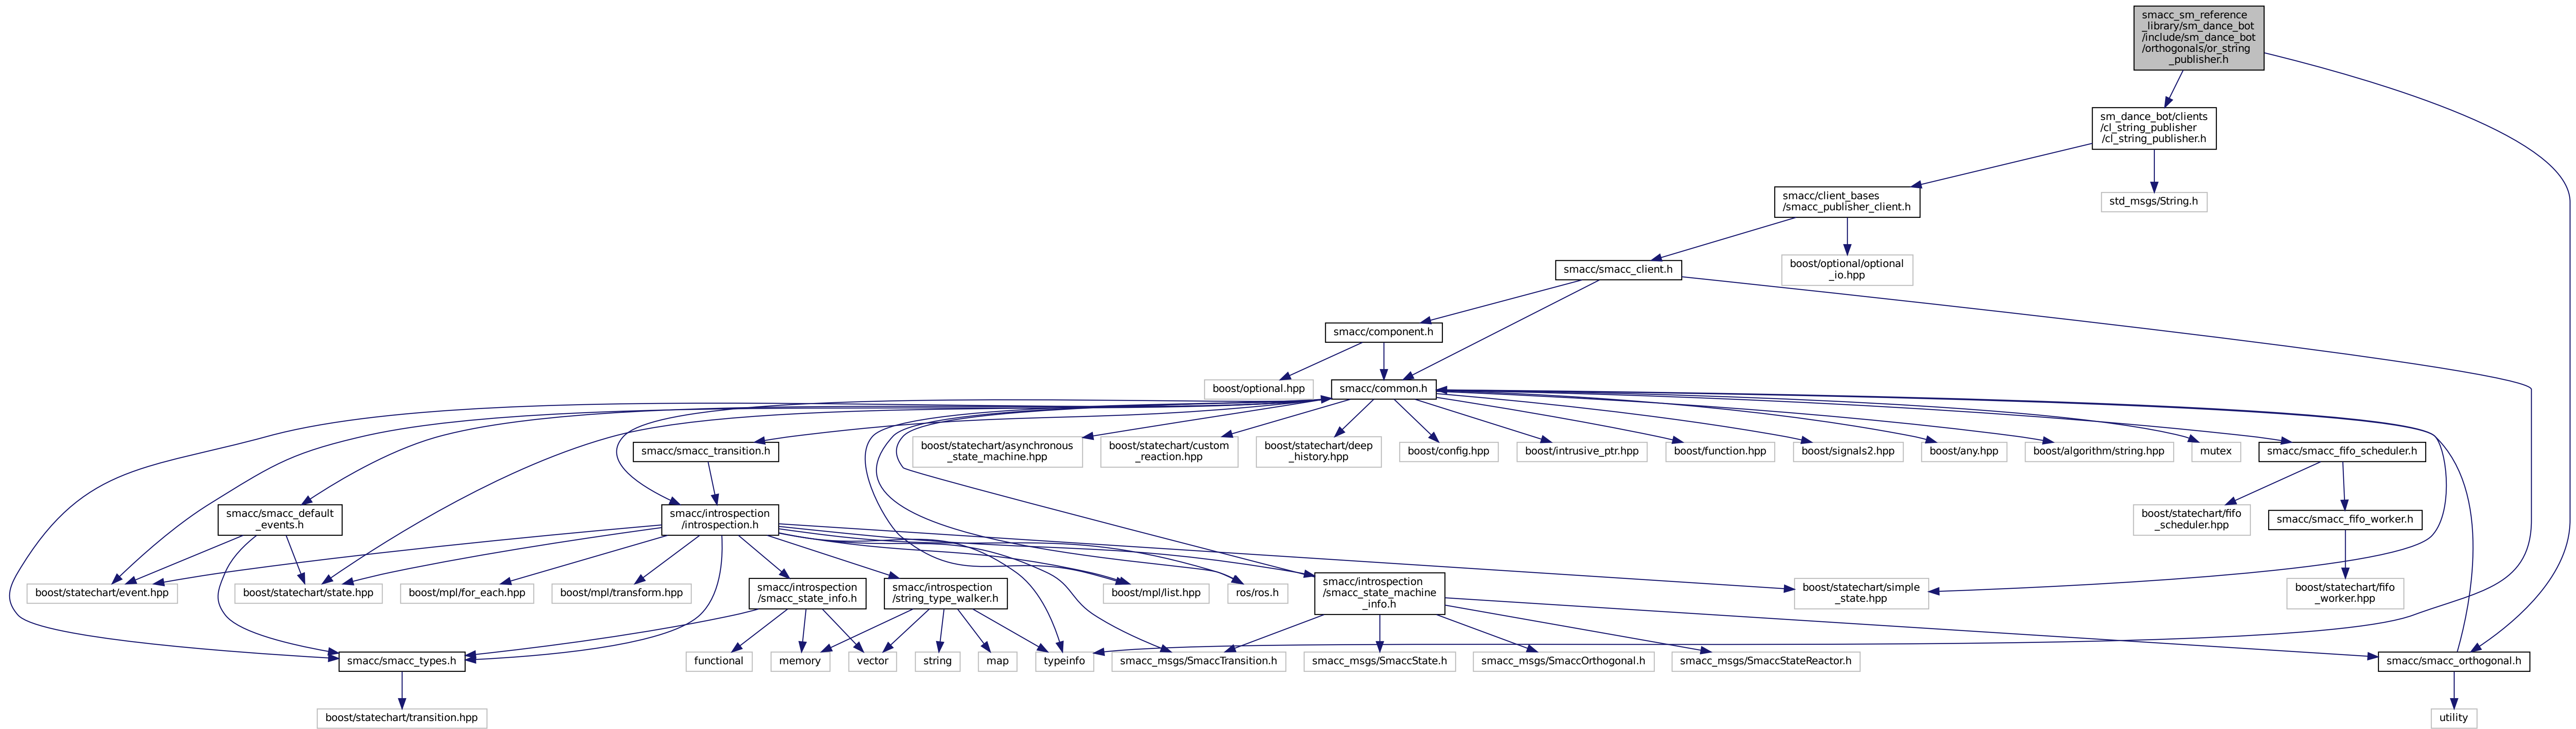 smacc_sm_reference
_library/sm_dance_bot
/include/sm_dance_bot
/orthogonals/or_string
_publisher.h
sm_dance_bot/clients
/cl_string_publisher
/cl_string_publisher.h
smacc/client_bases
/smacc_publisher_client.h
std_msgs/String.h
smacc/smacc_client.h
boost/optional/optional
_io.hpp
smacc/component.h
boost/optional.hpp
smacc/common.h
smacc/smacc_transition.h
boost/statechart/asynchronous
_state_machine.hpp
boost/statechart/custom
_reaction.hpp
boost/statechart/deep
_history.hpp
boost/config.hpp
boost/intrusive_ptr.hpp
boost/function.hpp
boost/signals2.hpp
boost/any.hpp
boost/algorithm/string.hpp
mutex
smacc/smacc_fifo_scheduler.h
smacc/smacc_default
_events.h
smacc/introspection
/introspection.h
boost/statechart/fifo
_scheduler.hpp
smacc/smacc_fifo_worker.h
boost/statechart/event.hpp
boost/statechart/state.hpp
boost/mpl/for_each.hpp
boost/mpl/transform.hpp
smacc/introspection
/smacc_state_info.h
smacc/introspection
/string_type_walker.h
boost/mpl/list.hpp
ros/ros.h
smacc/introspection
/smacc_state_machine
_info.h
boost/statechart/simple
_state.hpp
boost/statechart/fifo
_worker.hpp
smacc/smacc_types.h
functional
memory
vector
string
map
typeinfo
smacc_msgs/SmaccTransition.h
smacc_msgs/SmaccState.h
smacc_msgs/SmaccOrthogonal.h
smacc_msgs/SmaccStateReactor.h
smacc/smacc_orthogonal.h
boost/statechart/transition.hpp
utility